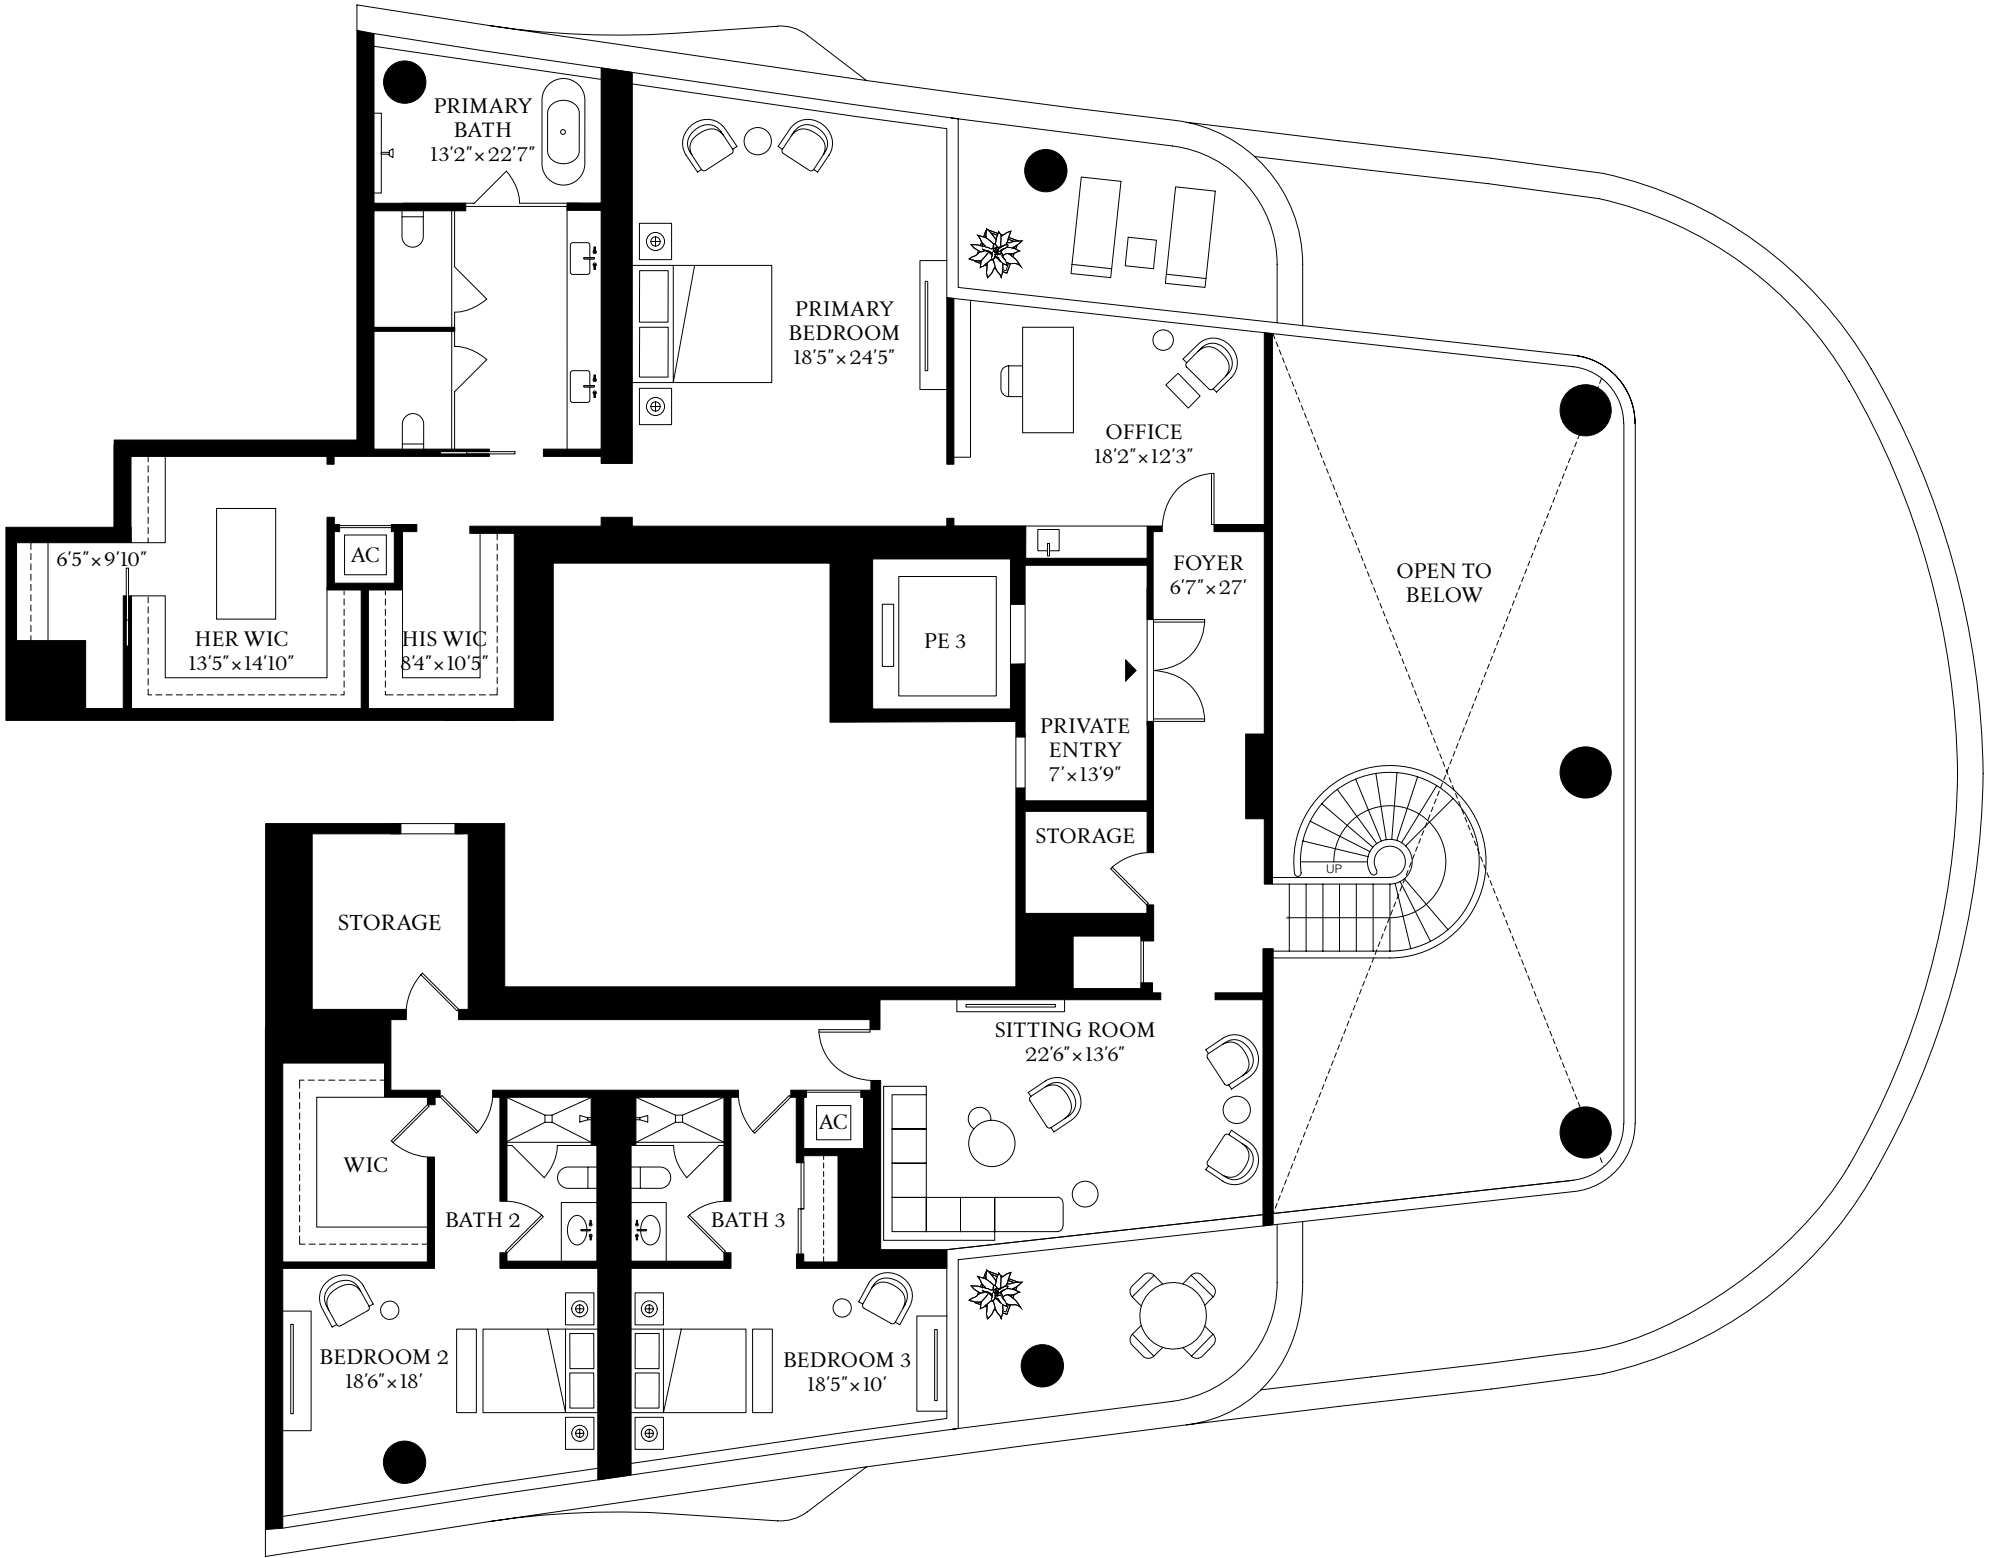 PRIMARY
BATH
13'2"×22'7"
PRIMARY
BEDROOM
18'5"×24'5"
OFFICE
18'2"×12'3"
6'5"×9'10"
AC
HER WIC
13'5"×14'10"
HIS WIC
8'4"×10'5"
PE 3
FOYER
6'7"×27'
OPEN TO
BELOW
PRIVATE
ENTRY
7'×13'9"
STORAGE
UP
STORAGE
SITTING ROOM
22'6"×13'6"
AC
WIC
BATH 2
BATH 3
BEDROOM 2
18'6"×18'
BEDROOM 3
18'5"×10'